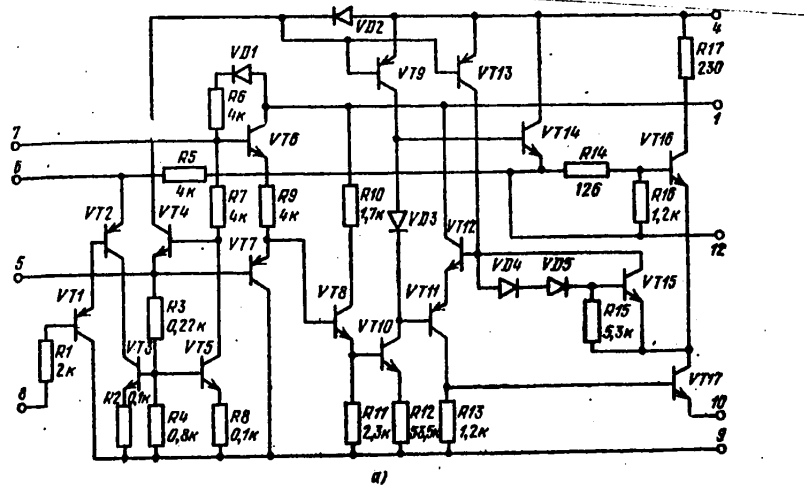 4
VD2
R17
230
VD1
VT9
VT13
R6
4к
1
7
VT6
VT14
VT16
6
R5
4к
R14
126
R7
4к
R9
4к
R10
1,7к
R16
1,2к
VT2
VT4
VD3
VT12
12
5
VT7
VD4
VD5
VT15
VT1
R3
0,22к
VT8
VT11
R15
5,3к
R1
2к
VT3
VT5
VT10
VT17
8
R2
0,1к
R4
0,8к
R8
0,1к
R11
2,3к
R12
53,5к
R13
1,2к
10
9
а)